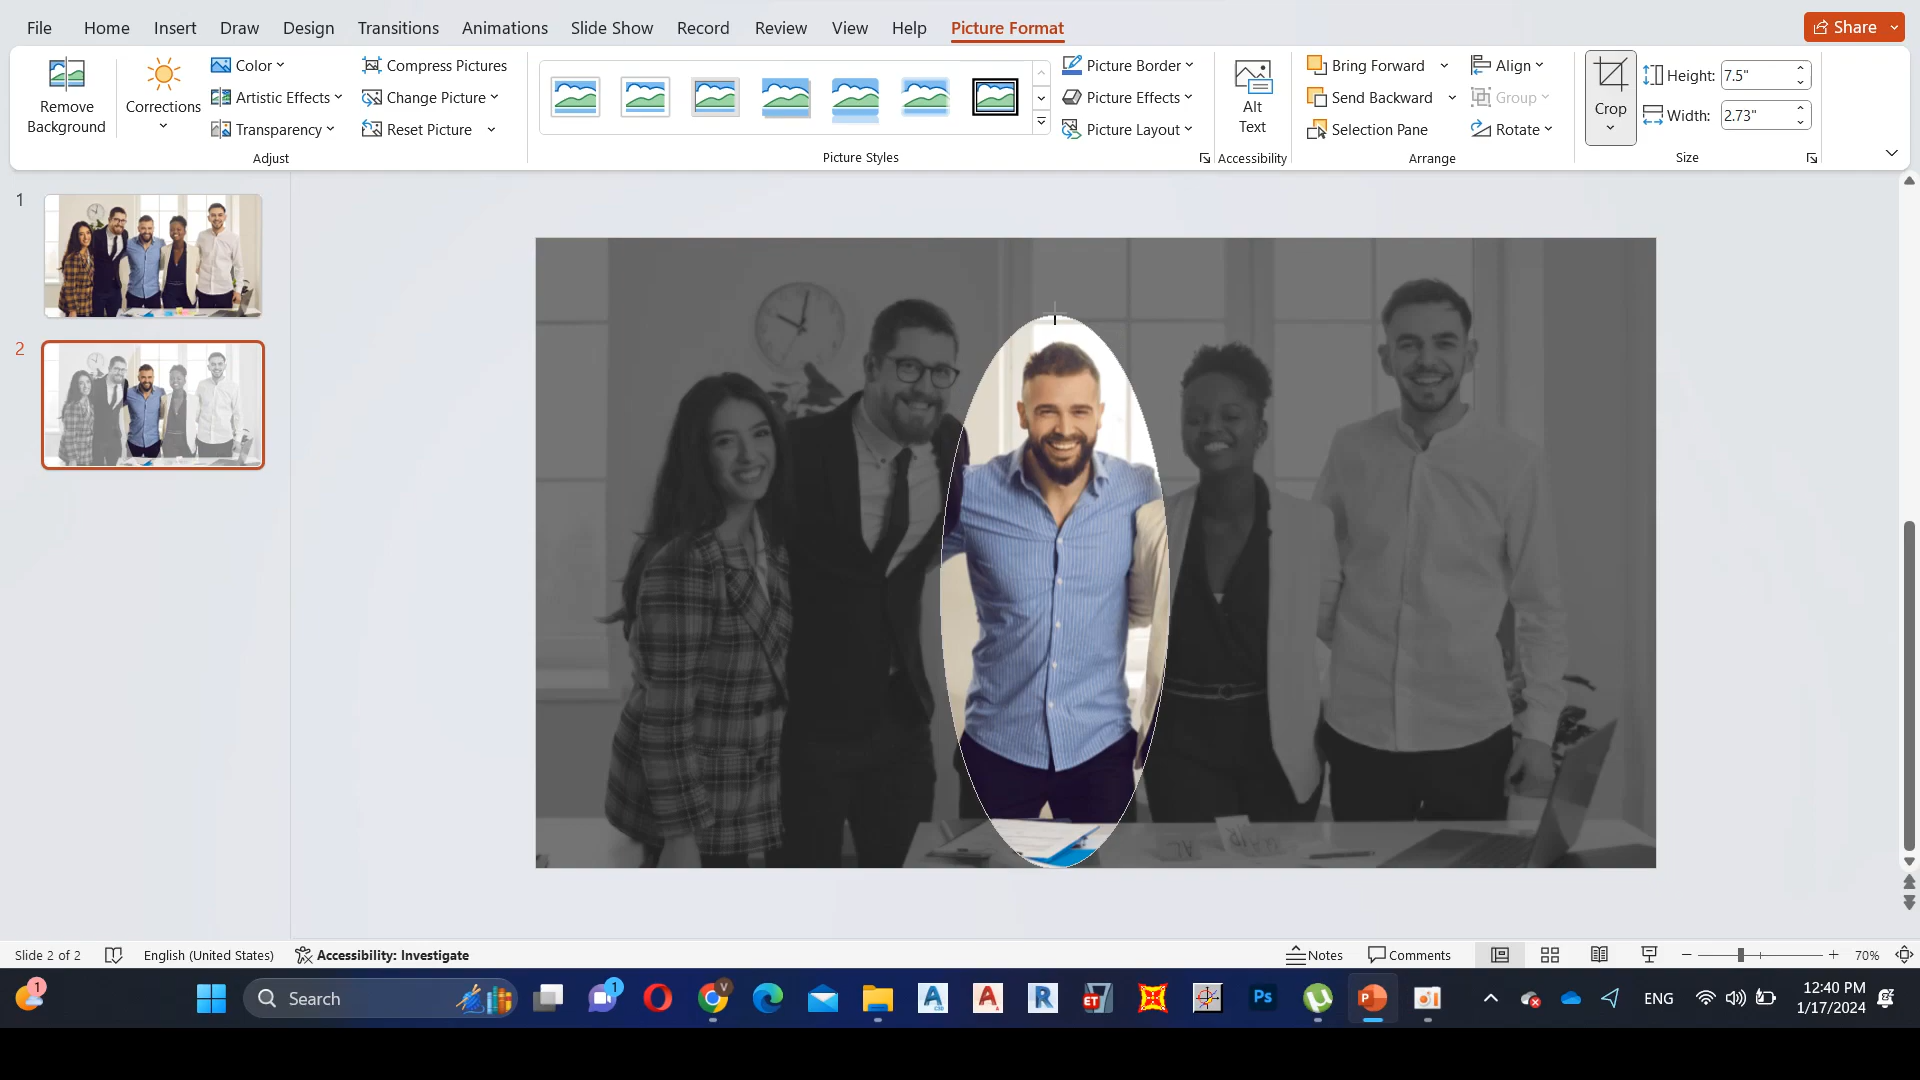 File Home Insert Draw Design Transitions Animations Slide Show Record Review View Help Picture Format Share
Remove Background
Corrections
Color
Artistic Effects
Transparency
Compress Pictures
Change Picture
Reset Picture
Adjust
Picture Styles
Picture Border
Picture Effects
Picture Layout
Alt Text
Accessibility
Bring Forward
Send Backward
Selection Pane
Align
Group
Rotate
Arrange
Crop
Height: 7.5"
Width: 2.73"
Size
1
2
Slide 2 of 2 English (United States) Accessibility: Investigate Notes Comments 70%
1 Search 1 ENG 12:40 PM
1/17/2024